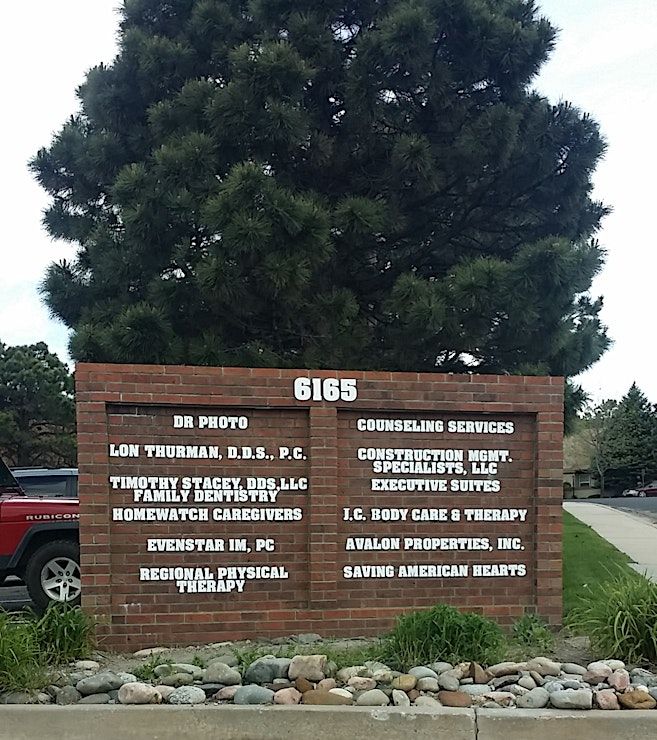 6165
DR PHOTO
LON THURMAN, D.D.S., P.C.
TIMOTHY STACEY, DDS, LLC
FAMILY DENTISTRY
HOMEWATCH CAREGIVERS
EVENSTAR IM, PC
REGIONAL PHYSICAL
THERAPY
COUNSELING SERVICES
CONSTRUCTION MGMT.
SPECIALISTS, LLC
EXECUTIVE SUITES
J.C. BODY CARE & THERAPY
AVALON PROPERTIES, INC.
SAVING AMERICAN HEARTS
RUBICON